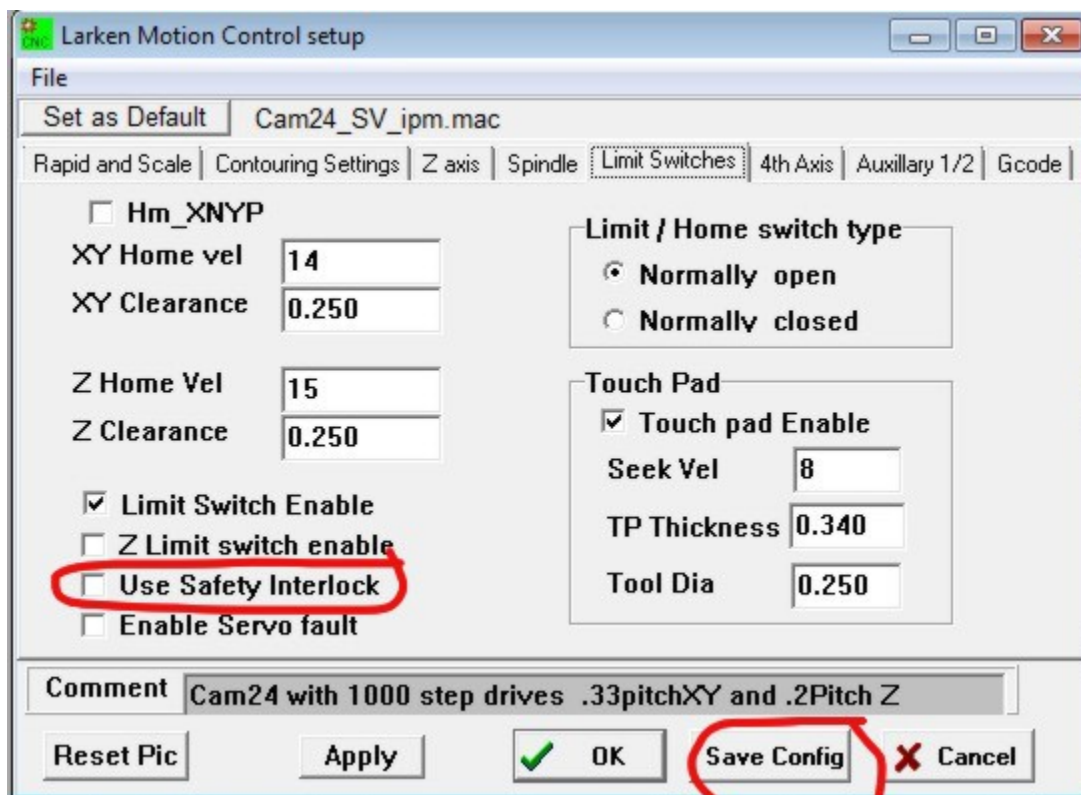 CNC Larken Motion Control setup
File
Set as Default Cam24_SV_ipm.mac
Rapid and Scale Contouring Settings Z axis Spindle Limit Switches 4th Axis Auxillary 1/2 Gcode
Hm_XNYP
XY Home vel 14
XY Clearance 0.250
Z Home Vel 15
Z Clearance 0.250
Limit Switch Enable
Z Limit switch enable
Use Safety Interlock
Enable Servo fault
Limit / Home switch type
Normally open
Normally closed
Touch Pad
Touch pad Enable
Seek Vel 8
TP Thickness 0.340
Tool Dia 0.250
Comment Cam24 with 1000 step drives .33pitchXY and .2Pitch Z
Reset Pic Apply OK Save Config Cancel